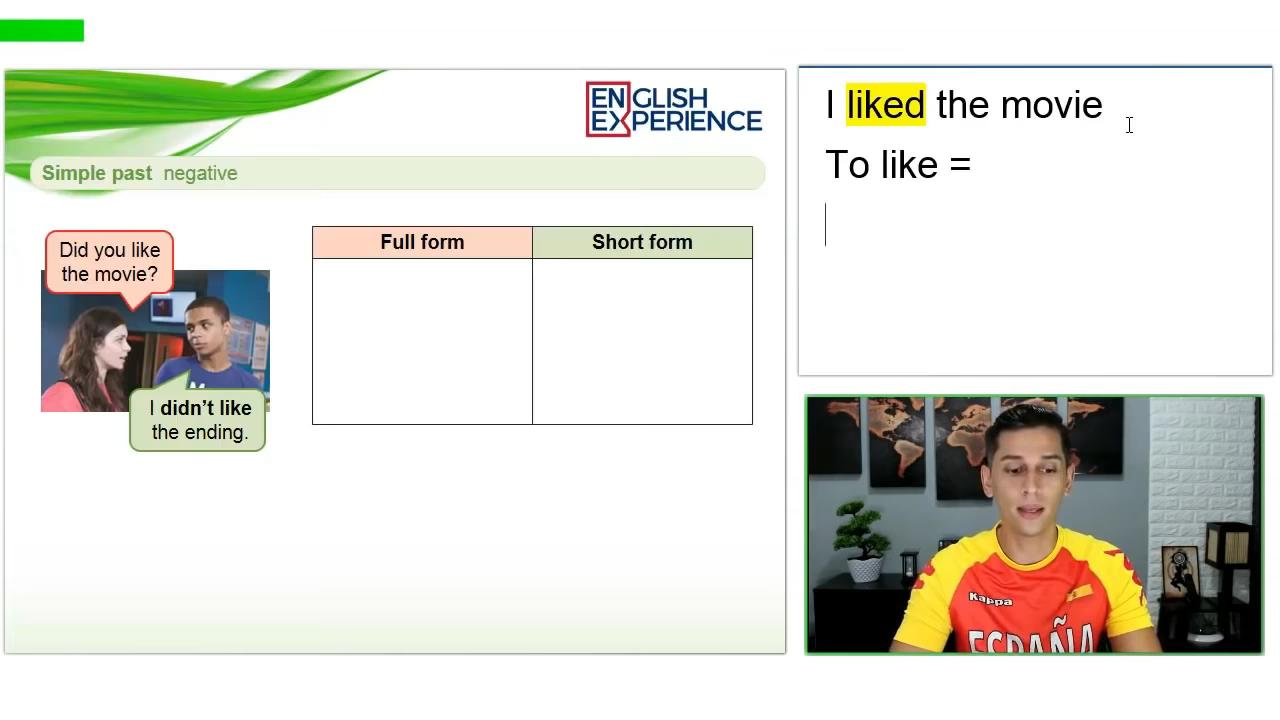 ENGLISH
EXPERIENCE
Simple past negative
Did you like
the movie?
I didn't like
the ending.
Full form
Short form
I liked the movie
To like =
Kappa
ESPAÑA